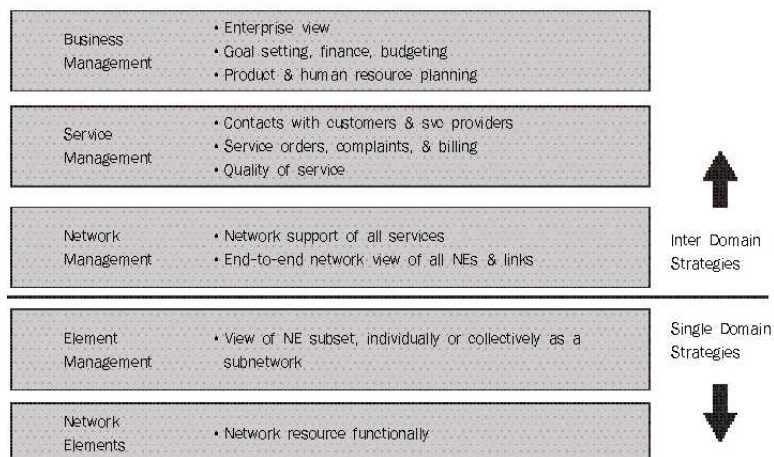 Business
Management
• Enterprise view
• Goal setting, finance, budgeting
• Product & human resource planning
Service
Management
• Contacts with customers & svc providers
• Service orders, complaints, & billing
• Quality of service
Network
Management
• Network support of all services
• End-to-end network view of all NEs & links
Inter Domain
Strategies
Element
Management
• View of NE subset, individually or collectively as a
subnetwork
Single Domain
Strategies
Network
Elements
• Network resource functionally